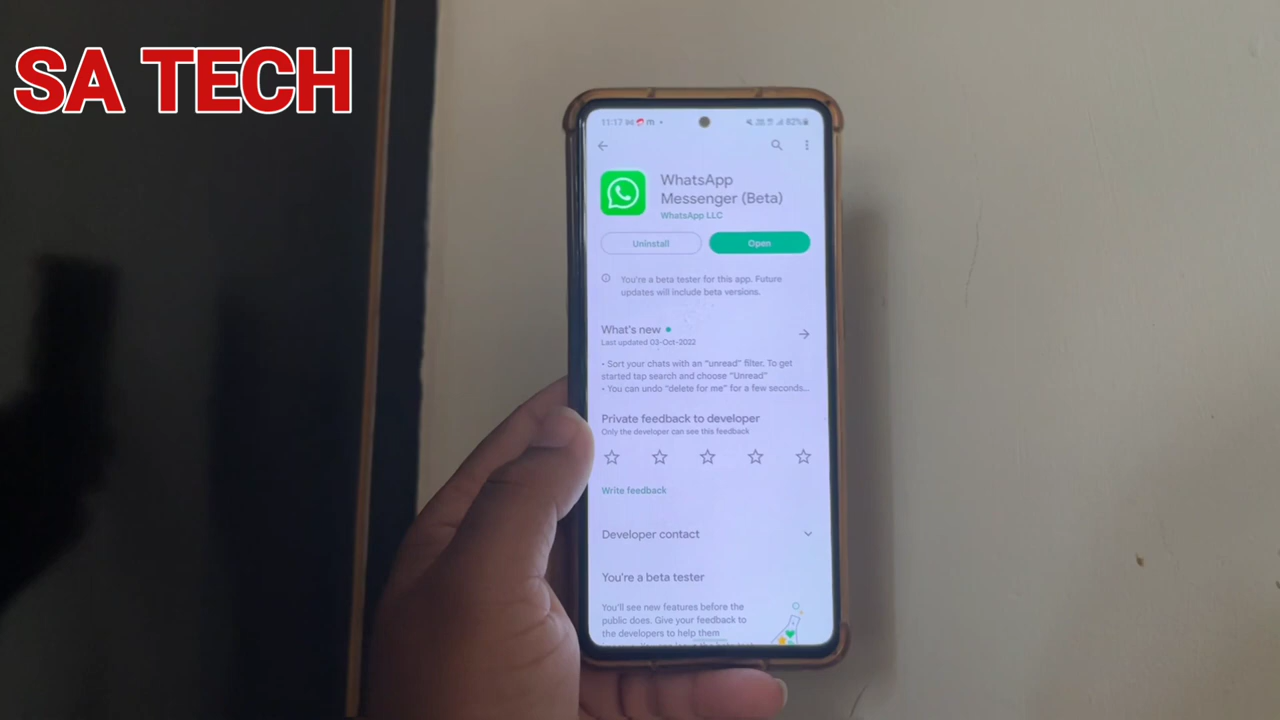 SA TECH
11:17
82%
WhatsApp
Messenger (Beta)
WhatsApp LLC
Uninstall
Open
You're a beta tester for this app. Future
updates will include beta versions.
What's new
Last updated 03-Oct-2022
• Sort your chats with an "unread" filter. To get
started tap search and choose "Unread"
• You can undo "delete for me" for a few seconds...
Private feedback to developer
Only the developer can see this feedback
Write feedback
Developer contact
You're a beta tester
You'll see new features before the
public does. Give your feedback to
the developers to help them